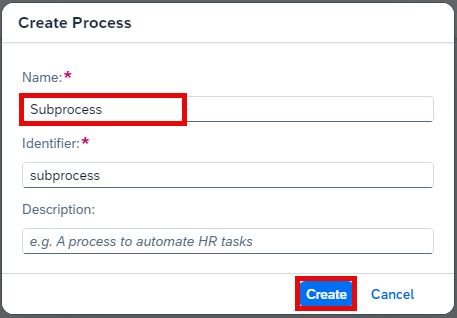 Create Process
Name:*
Subprocess
Identifier:*
subprocess
Description:
e.g. A process to automate HR tasks
Create Cancel